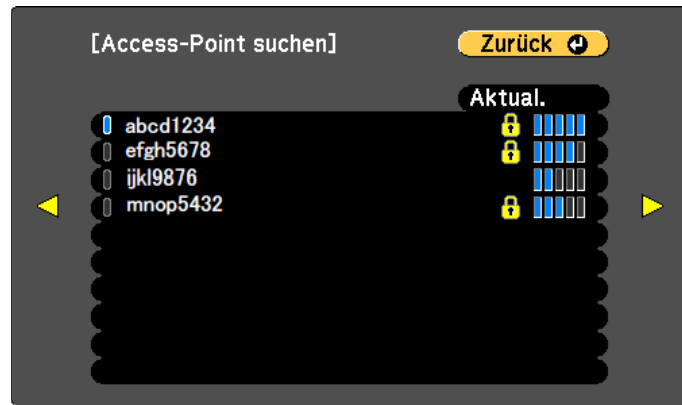 [Access-Point suchen]
Zurück
Aktual.
abcd1234
efgh5678
ijkl9876
mnop5432